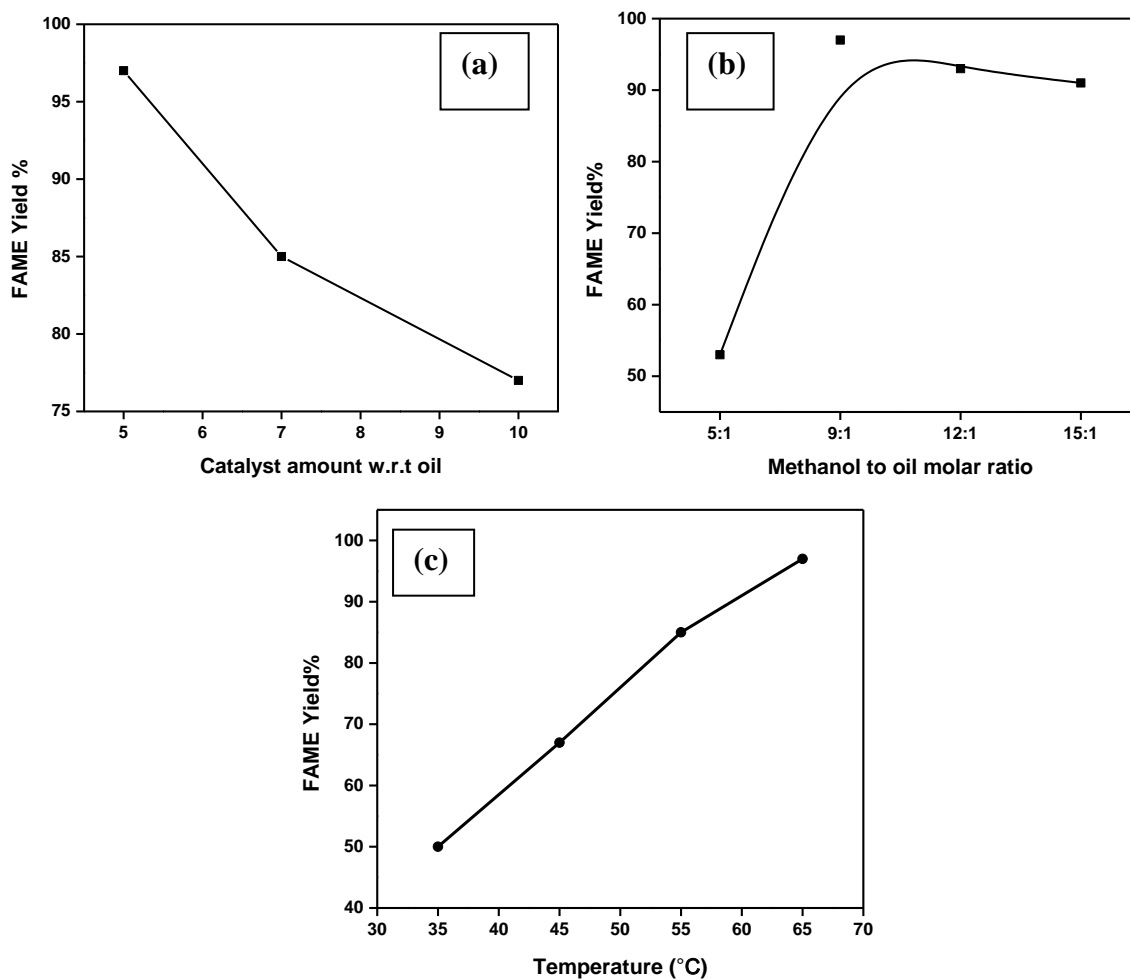 100
95
90
85
80
75
FAME Yield %
(a)
5 6 7 8 9 10
Catalyst amount w.r.t oil
100
90
80
70
60
50
FAME Yield%
(b)
5:1 9:1 12:1 15:1
Methanol to oil molar ratio
100
90
80
70
60
50
40
FAME Yield%
(c)
30 35 40 45 50 55 60 65 70
Temperature (°C)